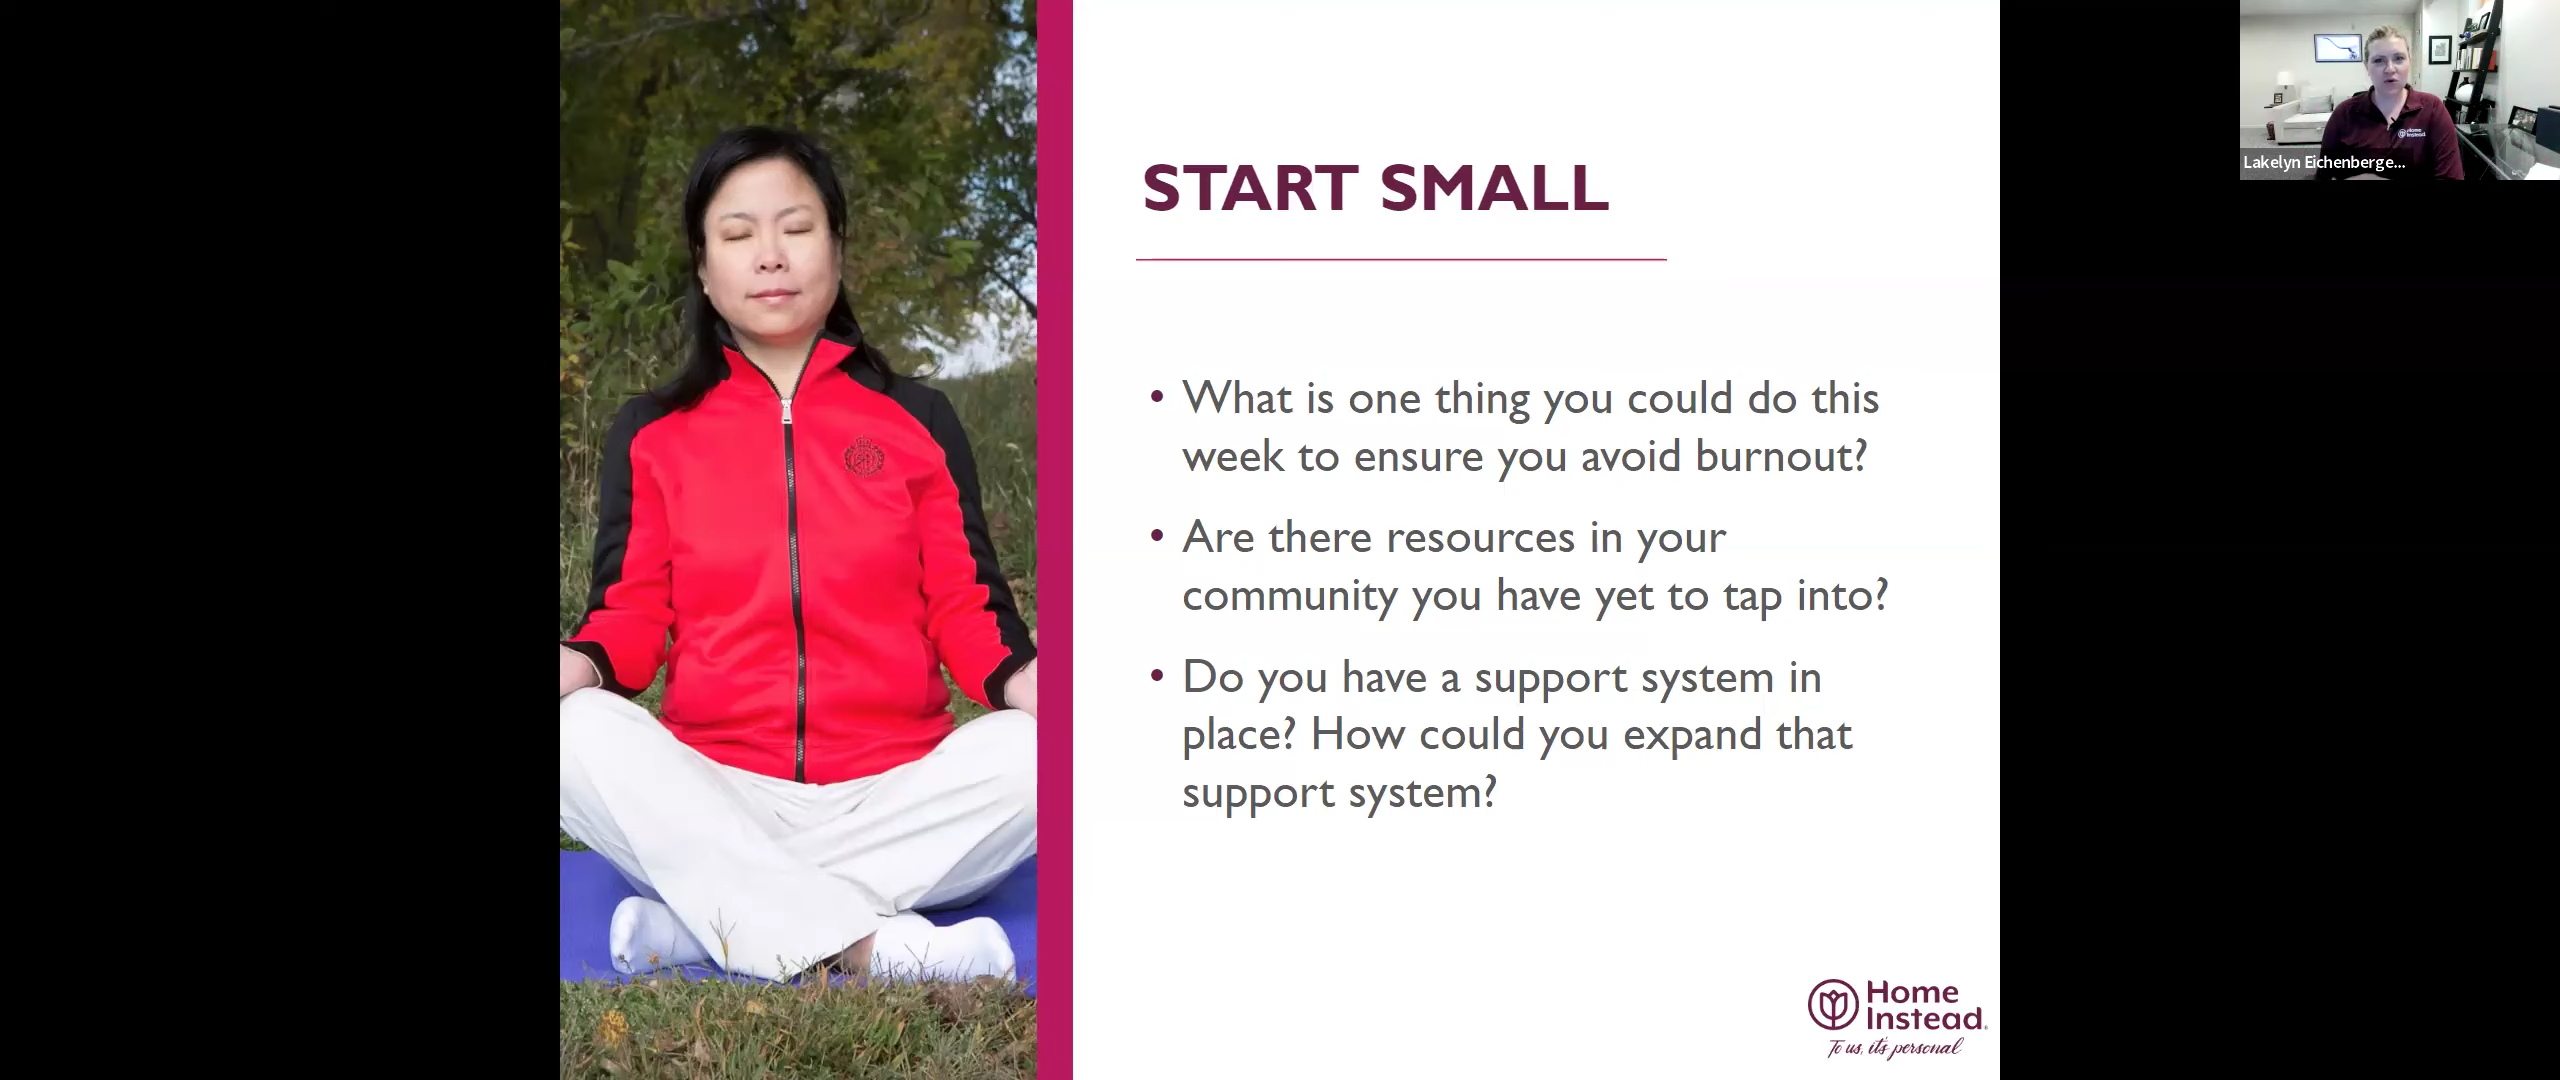 START SMALL
• What is one thing you could do this
week to ensure you avoid burnout?
• Are there resources in your
community you have yet to tap into?
• Do you have a support system in
place? How could you expand that
support system?
Home
Instead®
To us, it's personal
Lakelyn Eichenberge...
Home
Instead